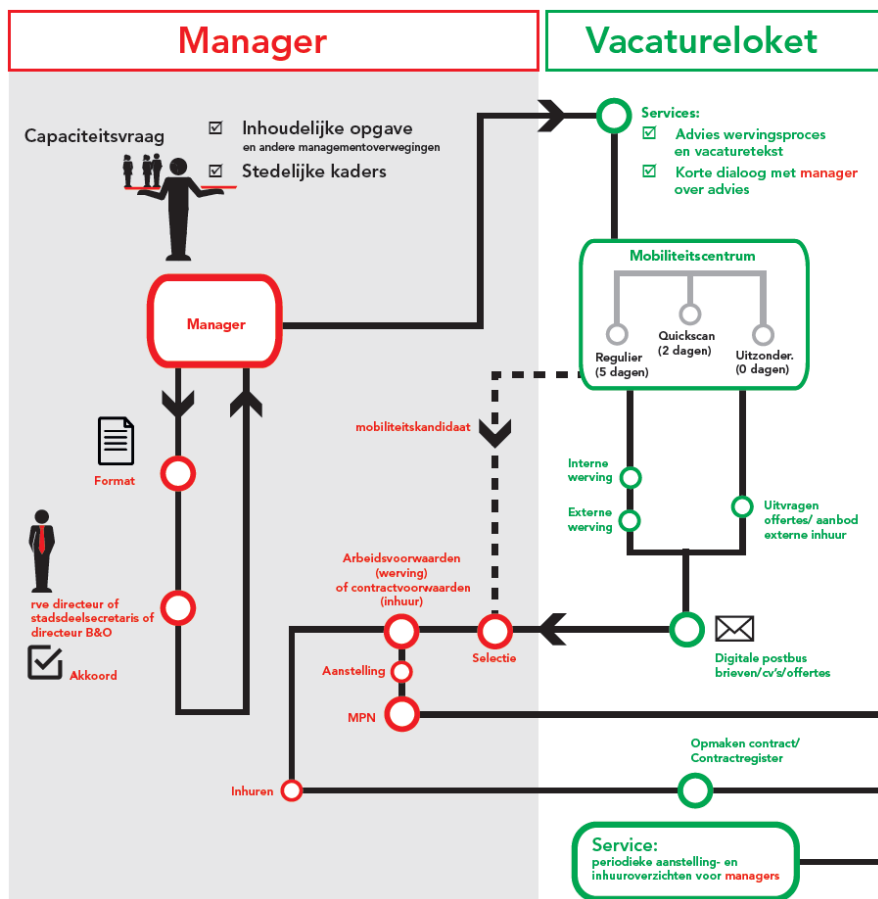 Manager
Vacatureloket
Capaciteitsvraag
Inhoudelijke opgave
en andere managementoverwegingen
Stedelijke kaders
Services:
Advies wervingsproces
en vacaturetekst
Korte dialoog met manager
over advies
Mobiliteitscentrum
Regulier
(5 dagen)
Quickscan
(2 dagen)
Uitzonder.
(0 dagen)
Manager
mobiliteitskandidaat
Format
Interne
werving
Externe
werving
Uitvragen
offertes/ aanbod
externe inhuur
rve directeur of
stadsdeelsecretaris of
directeur B&O
Akkoord
Arbeidsvoorwaarden
(werving)
of contractvoorwaarden
(inhuur)
Selectie
Digitale postbus
brieven/cv's/offertes
Aanstelling
MPN
Inhuren
Opmaken contract/
Contractregister
Service:
periodieke aanstelling- en
inhuuroverzichten voor managers